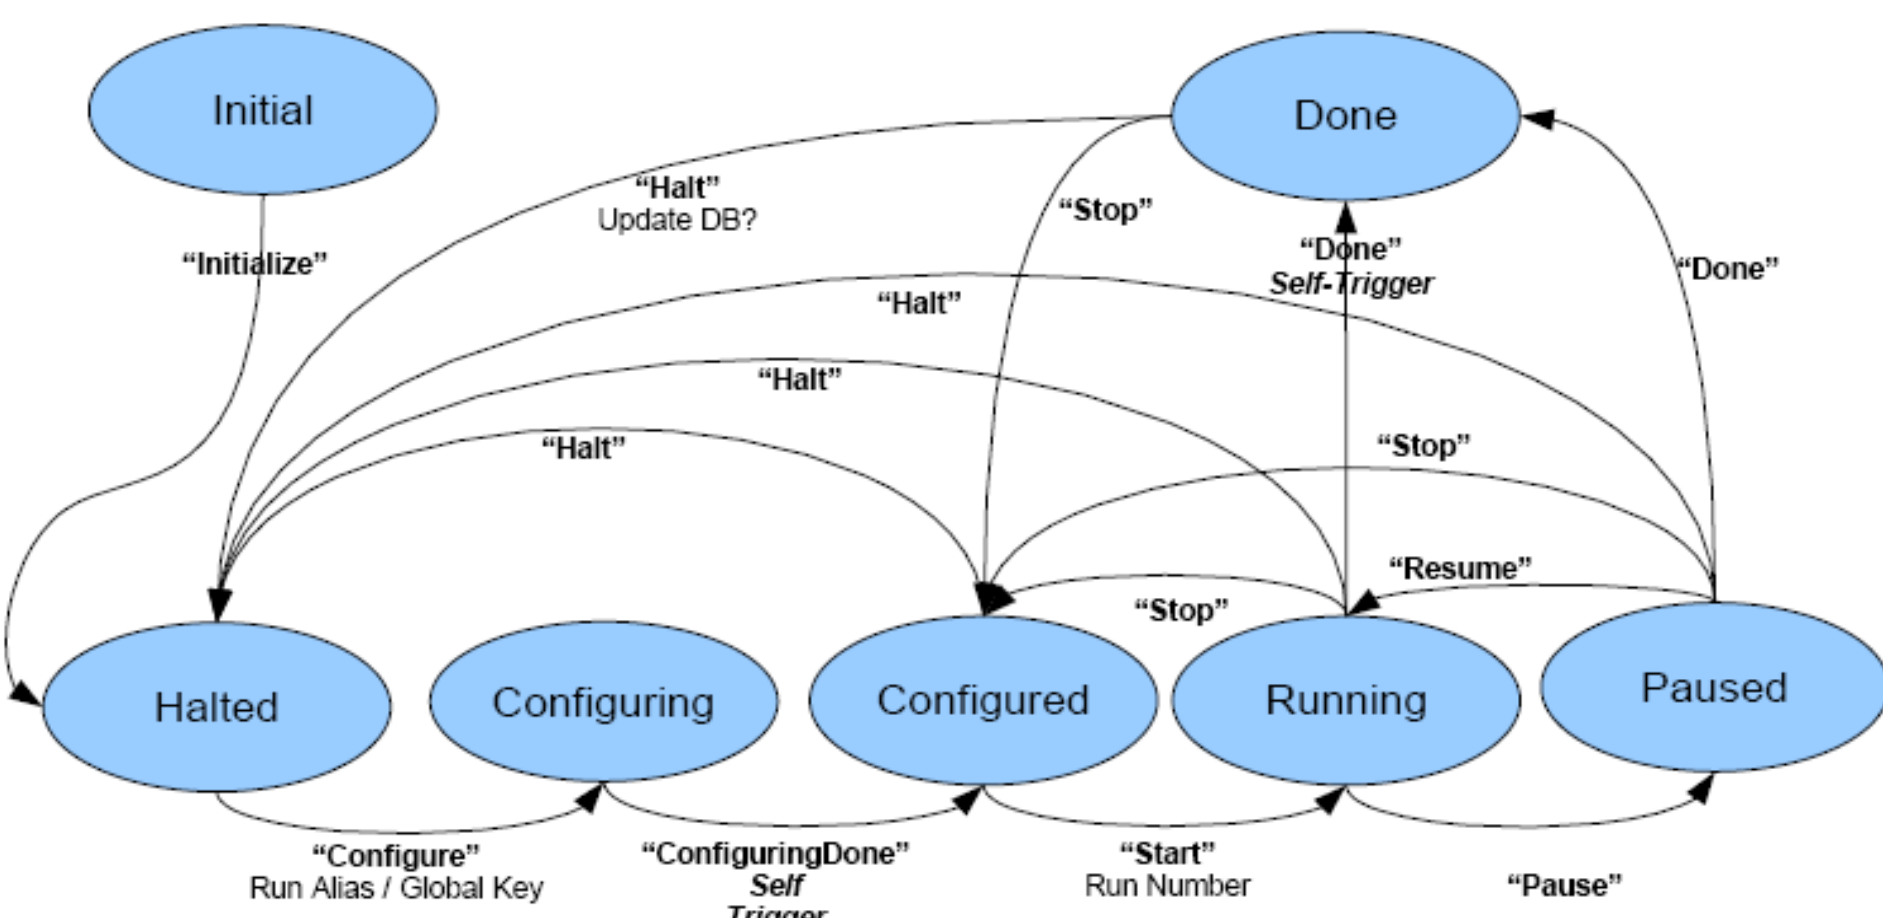 Initial
Done
“Halt”
Update DB?
“Stop”
“Done”
Self-Trigger
“Initialize”
“Done”
“Halt”
“Halt”
“Halt”
“Stop”
“Resume”
“Stop”
Halted
Configuring
Configured
Running
Paused
“Configure”
Run Alias / Global Key
“ConfiguringDone”
Self
Trigger
“Start”
Run Number
“Pause”